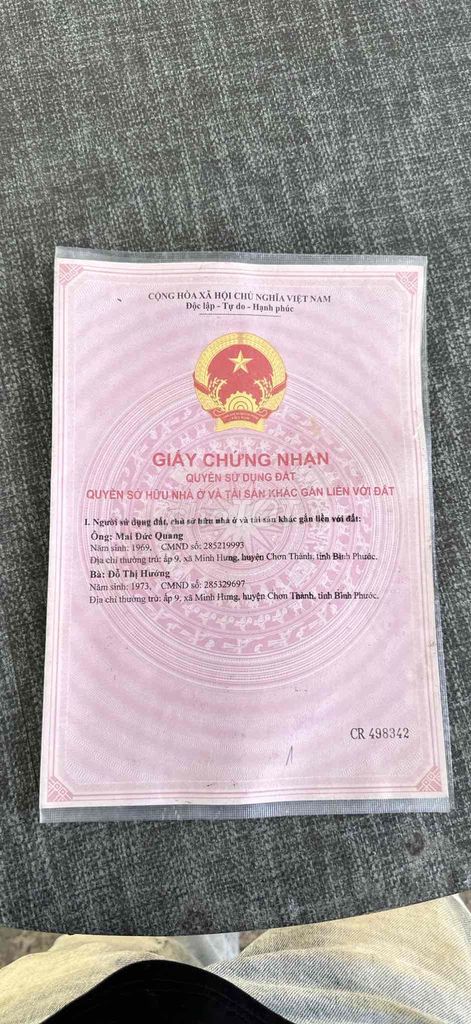 CỘNG HÒA XÃ HỘI CHỦ NGHĨA VIỆT NAM
Độc lập - Tự do - Hạnh phúc
GIẤY CHỨNG NHẬN
QUYỀN SỬ DỤNG ĐẤT
QUYỀN SỞ HỮU NHÀ Ở VÀ TÀI SẢN KHÁC GẮN LIỀN VỚI ĐẤT
I. Người sử dụng đất, chủ sở hữu nhà ở và tài sản khác gắn liền với đất:
Ông: Mai Đức Quang
Năm sinh: 1969, CMND số: 285219993
Địa chỉ thường trú: ấp 9, xã Minh Hưng, huyện Chơn Thành, tỉnh Bình Phước.
Bà: Đỗ Thị Hường
Năm sinh: 1973, CMND số: 285329697
Địa chỉ thường trú: ấp 9, xã Minh Hưng, huyện Chơn Thành, tỉnh Bình Phước.
CR 498342
1